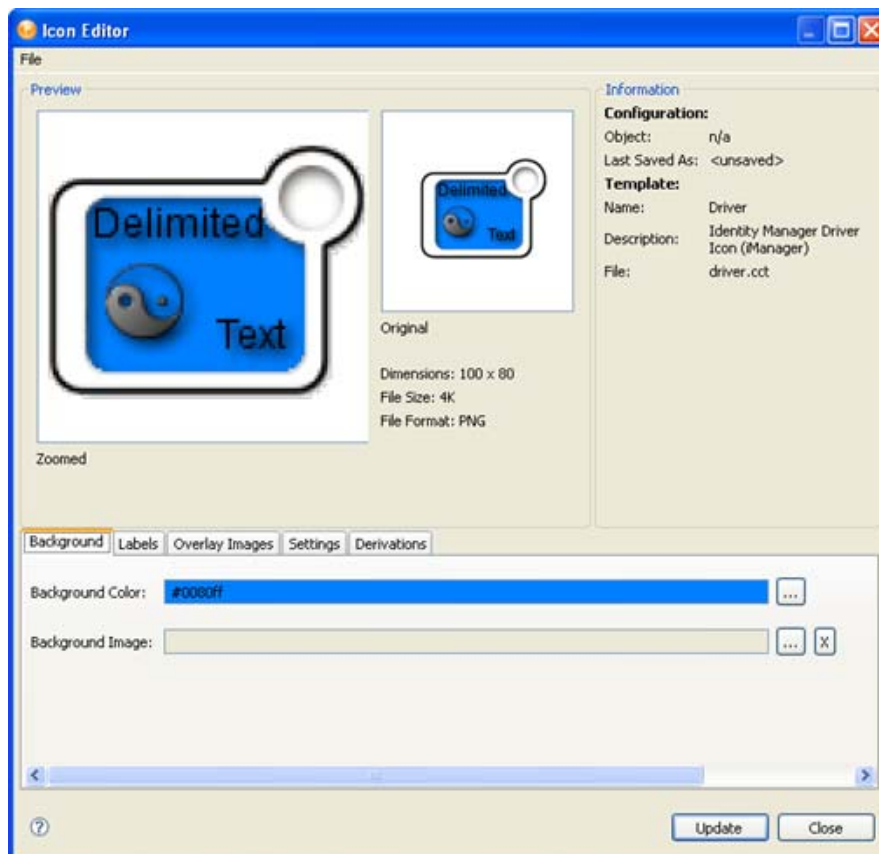 Icon Editor
File
Preview
Delimited
Text
Zoomed
Delimited
Text
Original
Dimensions: 100 x 80
File Size: 4K
File Format: PNG
Information
Configuration:
Object: n/a
Last Saved As: <unsaved>
Template:
Name: Driver
Description: Identity Manager Driver
Icon (iManager)
File: driver.cct
Background Labels Overlay Images Settings Derivations
Background Color: #0080ff ...
Background Image: ... X
? Update Close